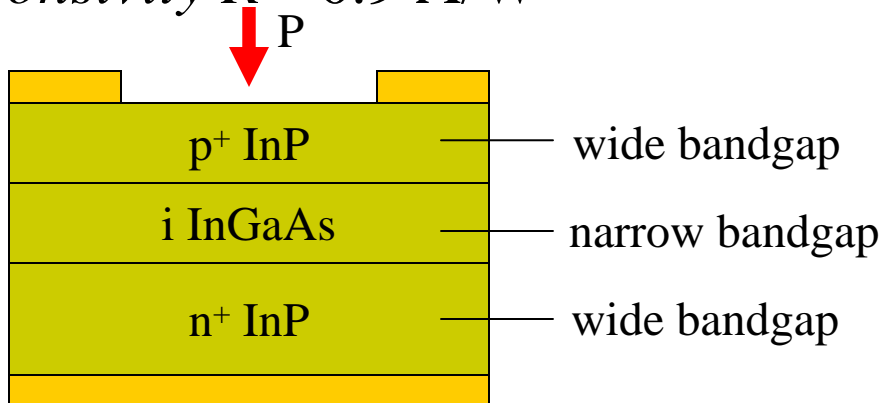 P
p⁺ InP wide bandgap
i InGaAs narrow bandgap
n⁺ InP wide bandgap